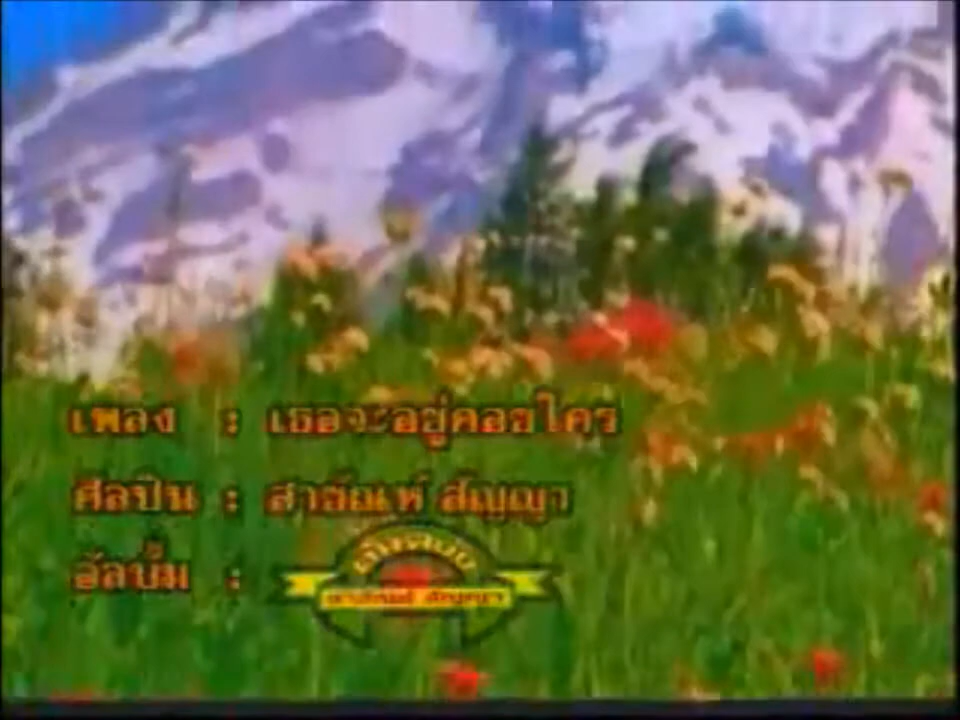 เพลง : เธอจะอยู่คอยใคร
ศิลปิน : สายัณห์ สัญญา
อัลบั้ม :
สายัณห์ สัญญา